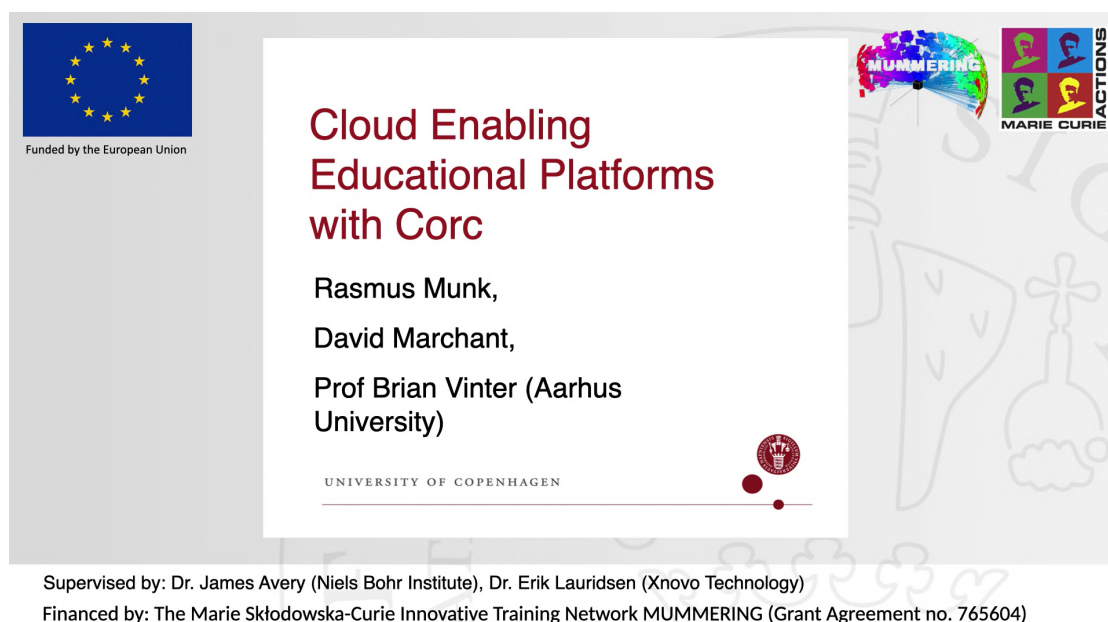 Funded by the European Union
MUMMERING
MARIE CURIE
ACTIONS
Cloud Enabling
Educational Platforms
with Corc
Rasmus Munk,
David Marchant,
Prof Brian Vinter (Aarhus
University)
UNIVERSITY OF COPENHAGEN
Supervised by: Dr. James Avery (Niels Bohr Institute), Dr. Erik Lauridsen (Xnovo Technology)
Financed by: The Marie Skłodowska-Curie Innovative Training Network MUMMERING (Grant Agreement no. 765604)